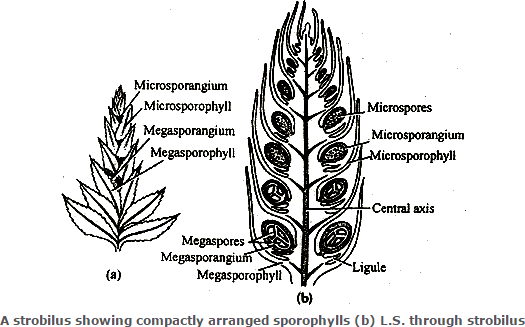 Microsporangium
Microsporophyll
Megasporangium
Megasporophyll
(a)
Microspores
Microsporangium
Microsporophyll
Central axis
Megaspores
Megasporangium
Megasporophyll
Ligule
(b)
A strobilus showing compactly arranged sporophylls (b) L.S. through strobilus